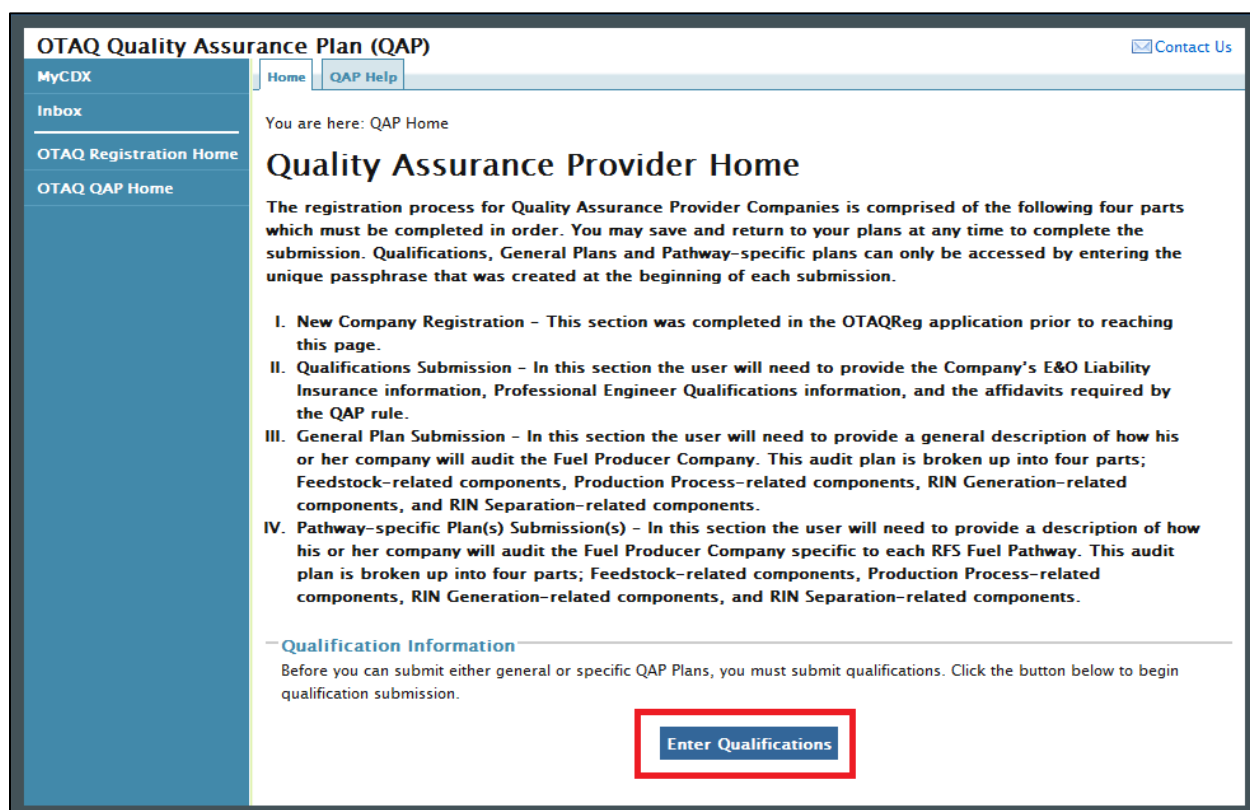 OTAQ Quality Assurance Plan (QAP)
Contact Us
MyCDX
Home
QAP Help
Inbox
You are here: QAP Home
OTAQ Registration Home
Quality Assurance Provider Home
OTAQ QAP Home
The registration process for Quality Assurance Provider Companies is comprised of the following four parts
which must be completed in order. You may save and return to your plans at any time to complete the
submission. Qualifications, General Plans and Pathway-specific plans can only be accessed by entering the
unique passphrase that was created at the beginning of each submission.
I. New Company Registration – This section was completed in the OTAQReg application prior to reaching
this page.
II. Qualifications Submission – In this section the user will need to provide the Company's E&O Liability
Insurance information, Professional Engineer Qualifications information, and the affidavits required by
the QAP rule.
III. General Plan Submission – In this section the user will need to provide a general description of how his
or her company will audit the Fuel Producer Company. This audit plan is broken up into four parts;
Feedstock-related components, Production Process-related components, RIN Generation-related
components, and RIN Separation-related components.
IV. Pathway-specific Plan(s) Submission(s) – In this section the user will need to provide a description of how
his or her company will audit the Fuel Producer Company specific to each RFS Fuel Pathway. This audit
plan is broken up into four parts; Feedstock-related components, Production Process-related
components, RIN Generation-related components, and RIN Separation-related components.
Qualification Information
Before you can submit either general or specific QAP Plans, you must submit qualifications. Click the button below to begin
qualification submission.
Enter Qualifications